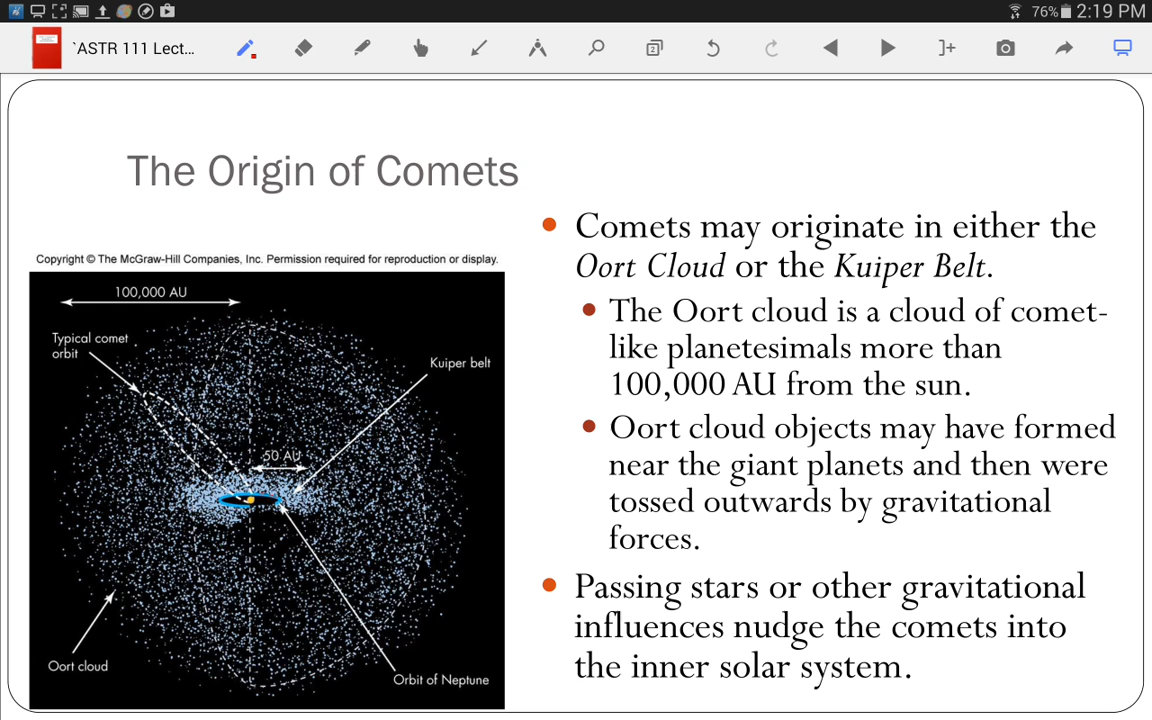 76% 2:19 PM
`ASTR 111 Lect...
2
The Origin of Comets
Copyright © The McGraw-Hill Companies, Inc. Permission required for reproduction or display.
100,000 AU
Typical comet
orbit
Kuiper belt
50 AU
Oort cloud
Orbit of Neptune
Comets may originate in either the
Oort Cloud or the Kuiper Belt.
The Oort cloud is a cloud of comet-
like planetesimals more than
100,000 AU from the sun.
Oort cloud objects may have formed
near the giant planets and then were
tossed outwards by gravitational
forces.
Passing stars or other gravitational
influences nudge the comets into
the inner solar system.